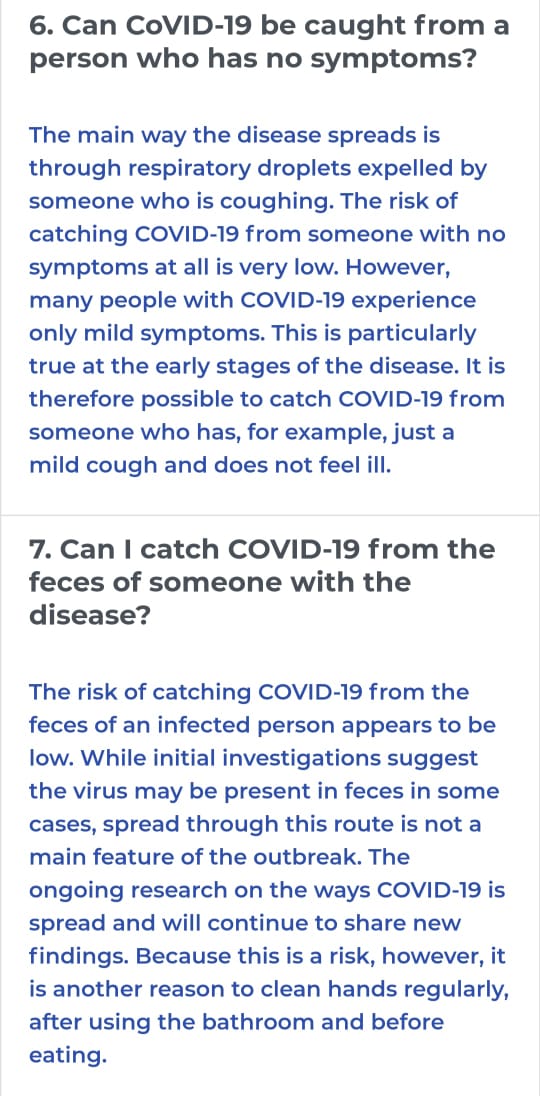 6. Can CoVID-19 be caught from a
person who has no symptoms?
The main way the disease spreads is
through respiratory droplets expelled by
someone who is coughing. The risk of
catching COVID-19 from someone with no
symptoms at all is very low. However,
many people with COVID-19 experience
only mild symptoms. This is particularly
true at the early stages of the disease. It is
therefore possible to catch COVID-19 from
someone who has, for example, just a
mild cough and does not feel ill.
7. Can I catch COVID-19 from the
feces of someone with the
disease?
The risk of catching COVID-19 from the
feces of an infected person appears to be
low. While initial investigations suggest
the virus may be present in feces in some
cases, spread through this route is not a
main feature of the outbreak. The
ongoing research on the ways COVID-19 is
spread and will continue to share new
findings. Because this is a risk, however, it
is another reason to clean hands regularly,
after using the bathroom and before
eating.